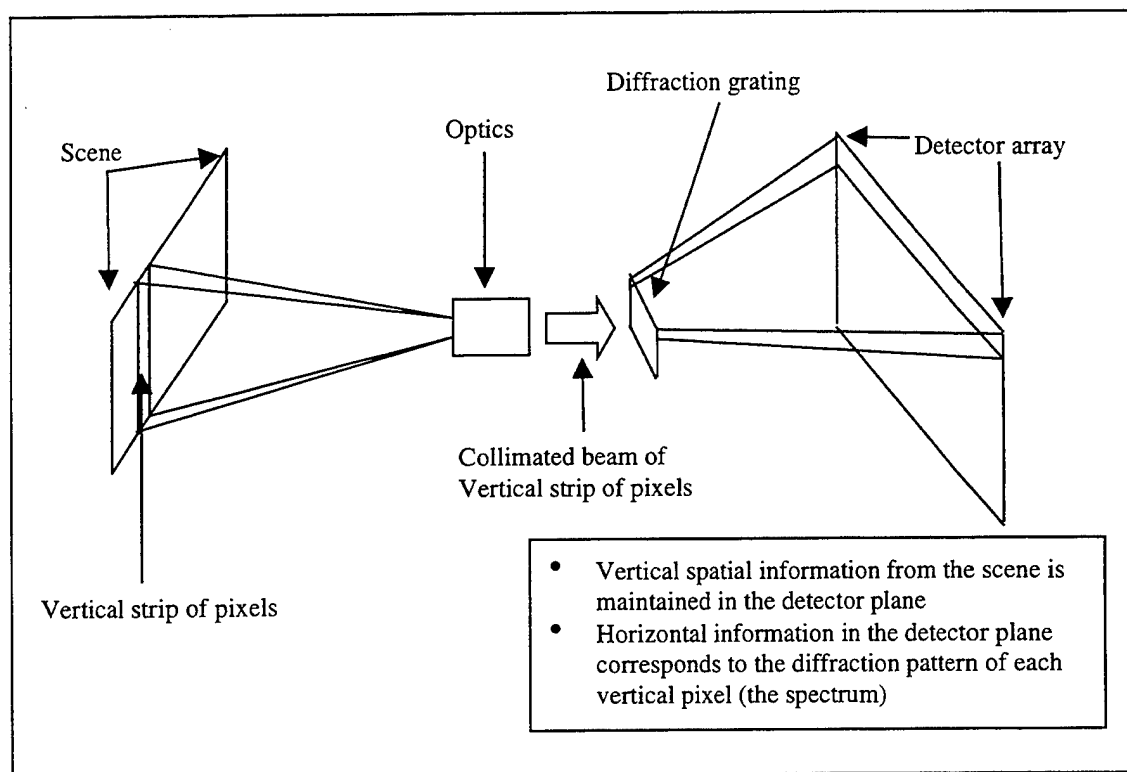 Diffraction grating
Optics
Scene
Detector array
Collimated beam of
Vertical strip of pixels
Vertical strip of pixels
• Vertical spatial information from the scene is
maintained in the detector plane
• Horizontal information in the detector plane
corresponds to the diffraction pattern of each
vertical pixel (the spectrum)